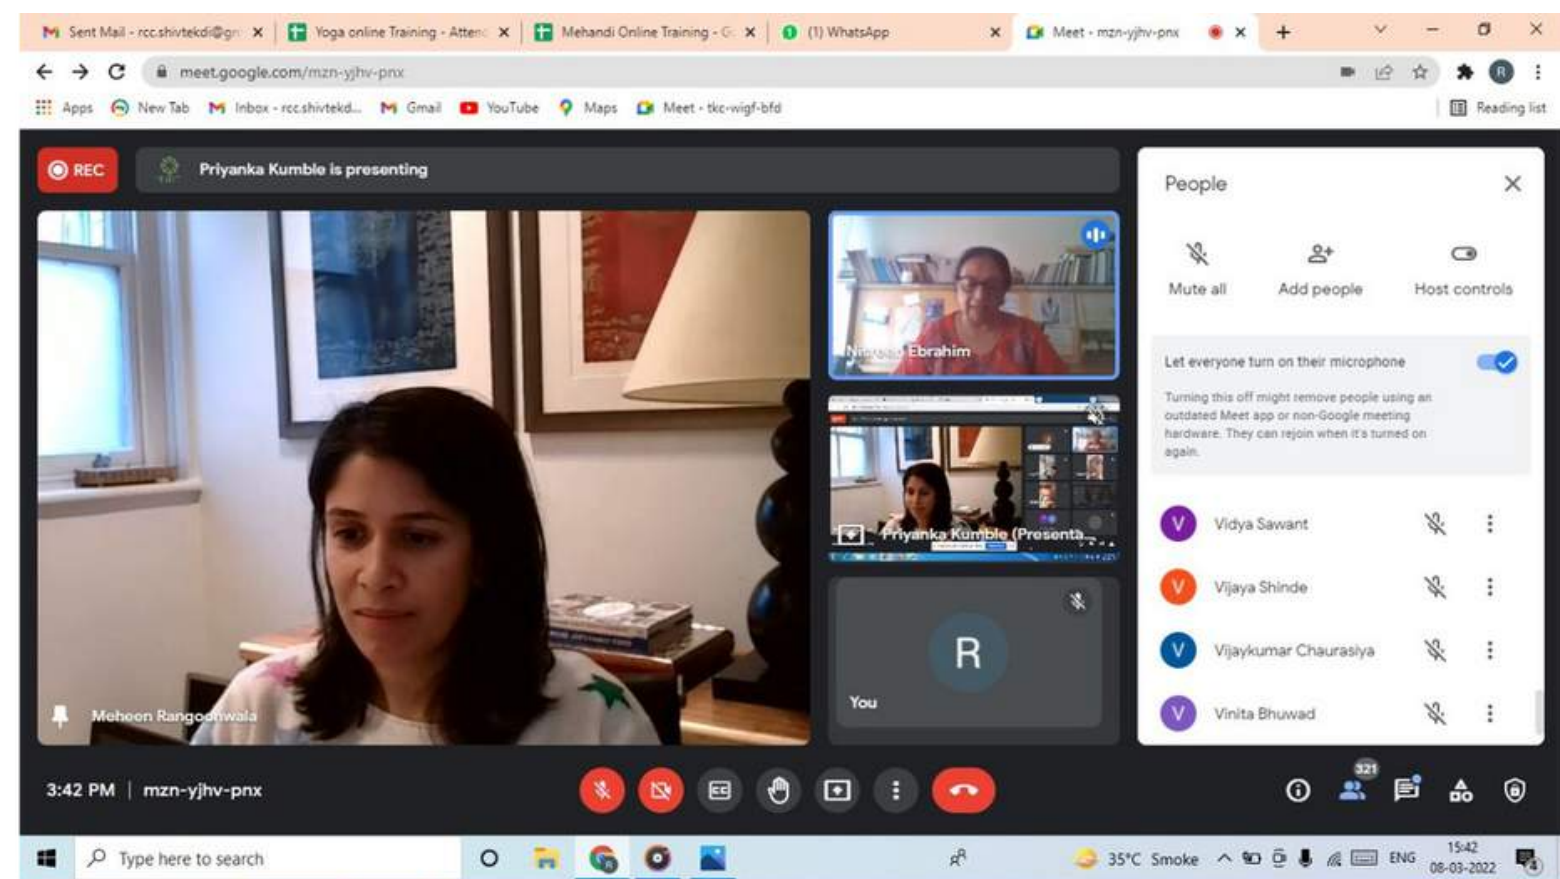 Sent Mail - rcc.shivtekdi@gr
Yoga online Training - Atten
Mehandi Online Training - G
(1) WhatsApp
Meet - mzn-yjhv-pnx
meet.google.com/mzn-yjhv-pnx
R
Apps
New Tab
Inbox - rcc.shivtekd...
Gmail
YouTube
Maps
Meet - tkc-wigf-bfd
Reading list
REC
Priyanka Kumble is presenting
Meheen Rangoonwala
Nisreen Ebrahim
Priyanka Kumble (Presenta...
R
You
People
Mute all
Add people
Host controls
Let everyone turn on their microphone
Turning this off might remove people using an
outdated Meet app or non-Google meeting
hardware. They can rejoin when it's turned on
again.
V Vidya Sawant
V Vijaya Shinde
V Vijaykumar Chaurasiya
V Vinita Bhuwad
3:42 PM | mzn-yjhv-pnx
CC
321
Type here to search
35°C Smoke
ENG
15:42
08-03-2022
4